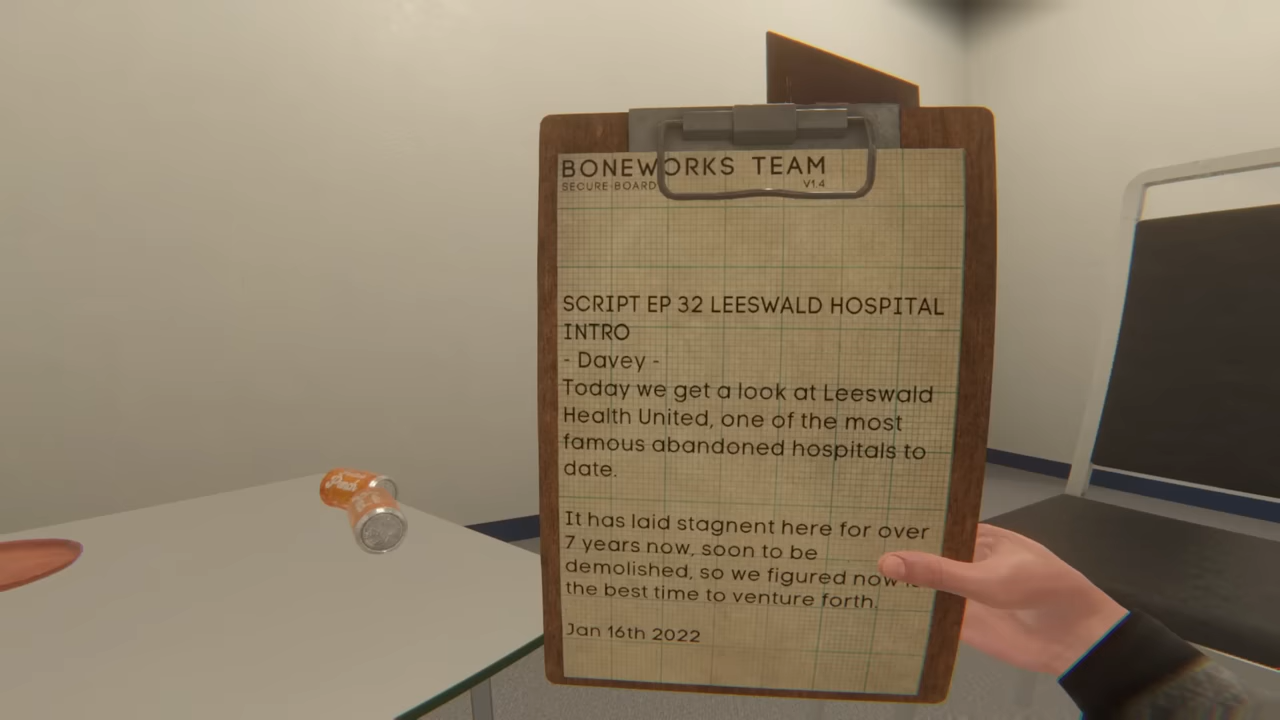 BONEWORKS TEAM
SECURE-BOARD V1.4
SCRIPT EP 32 LEESWALD HOSPITAL
INTRO
- Davey -
Today we get a look at Leeswald
Health United, one of the most
famous abandoned hospitals to
date.
It has laid stagnent here for over
7 years now, soon to be
demolished, so we figured now
the best time to venture forth.
Jan 16th 2022